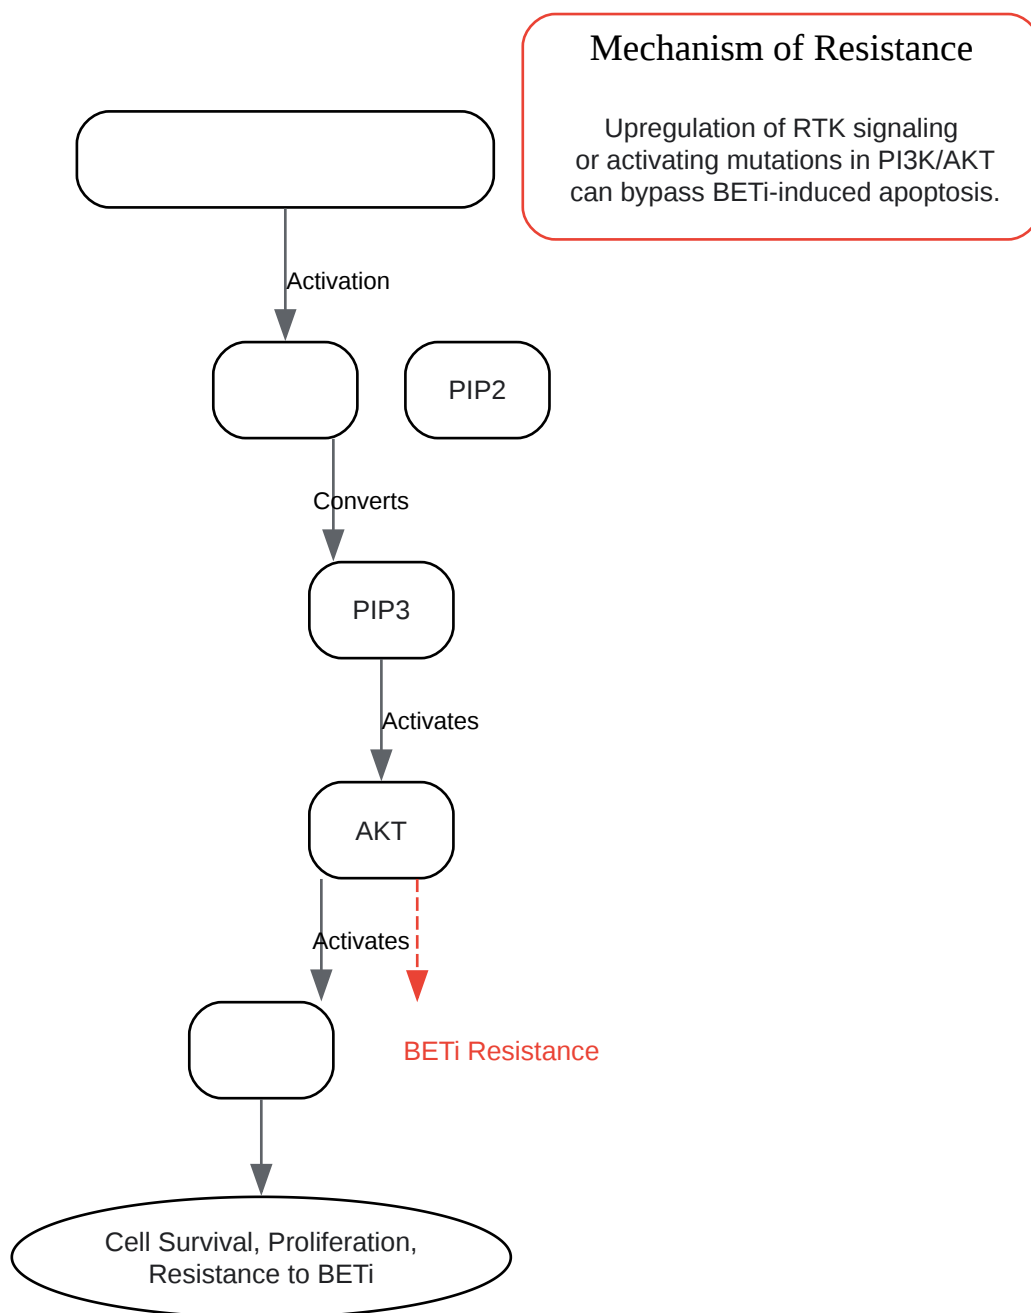 Mechanism of Resistance
Upregulation of RTK signaling
or activating mutations in PI3K/AKT
can bypass BETi-induced apoptosis.
Activation
PIP2
Converts
PIP3
Activates
AKT
Activates
BETi Resistance
Cell Survival, Proliferation,
Resistance to BETi